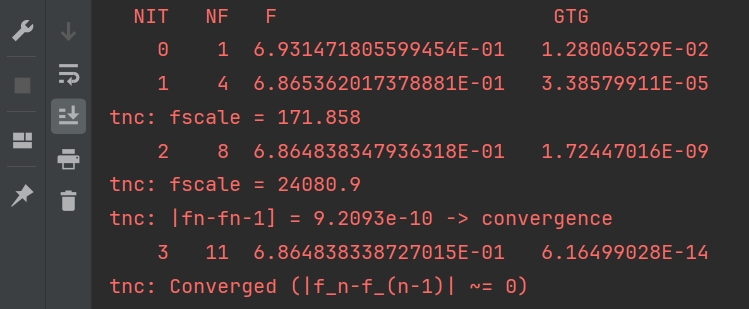 NIT NF F GTG
0 1 6.931471805599454E-01 1.28006529E-02
1 4 6.865362017378881E-01 3.38579911E-05
tnc: fscale = 171.858
2 8 6.864838347936318E-01 1.72447016E-09
tnc: fscale = 24080.9
tnc: |fn-fn-1] = 9.2093e-10 -> convergence
3 11 6.864838338727015E-01 6.16499028E-14
tnc: Converged (|f_n-f_(n-1)| ~= 0)